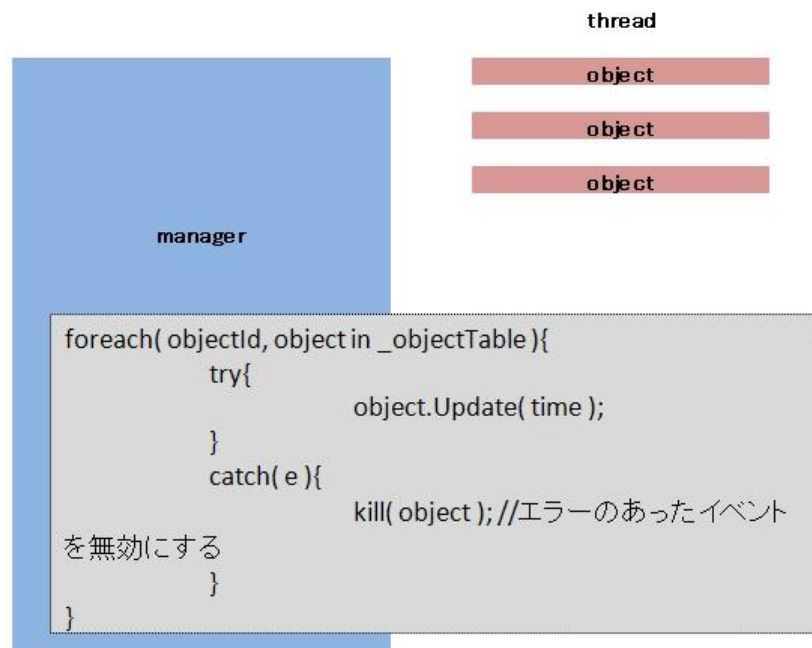 thread
object
object
object
manager
foreach( objectId, object in _objectTable ){
try{
object.Update( time );
}
catch( e ){
kill( object ); //エラーのあったイベント
を無効にする
}
}